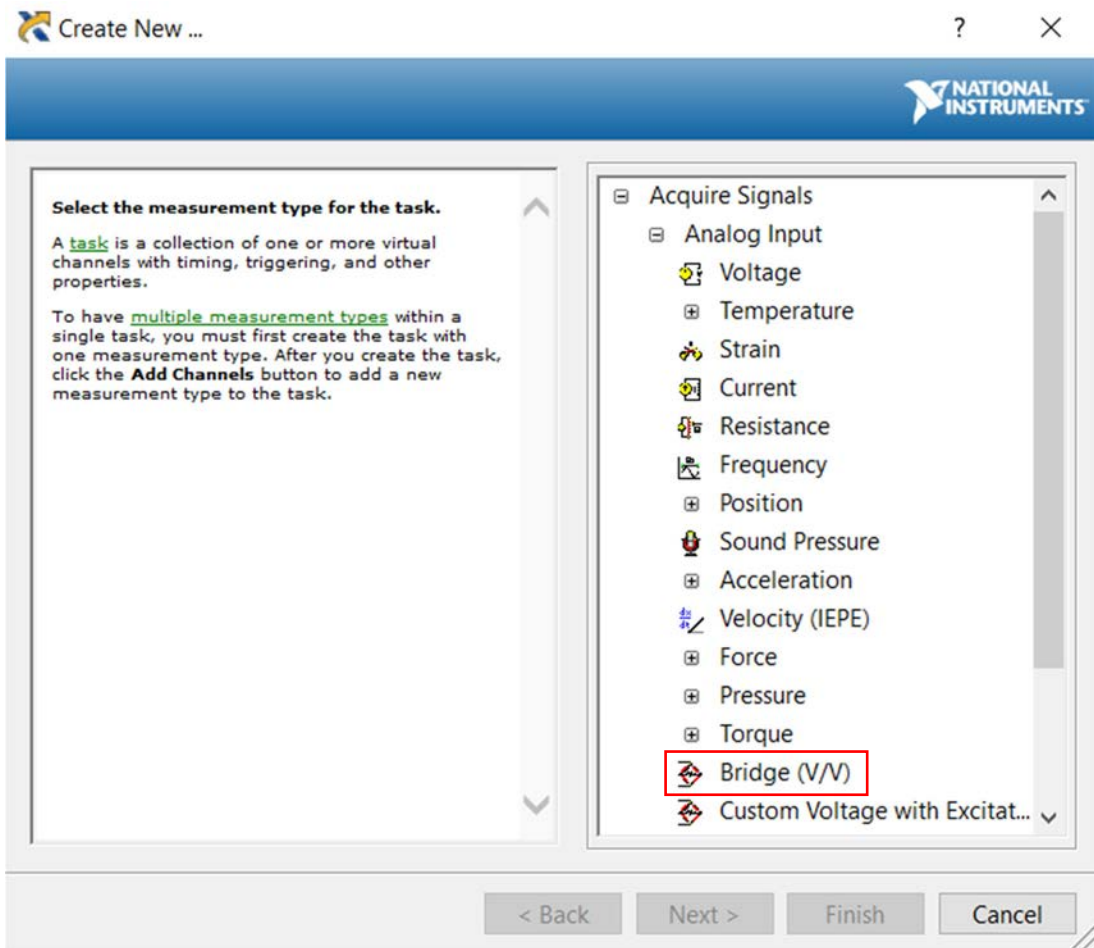 Create New ...
?
NATIONAL
INSTRUMENTS
Select the measurement type for the task.
A task is a collection of one or more virtual
channels with timing, triggering, and other
properties.
To have multiple measurement types within a
single task, you must first create the task with
one measurement type. After you create the task,
click the Add Channels button to add a new
measurement type to the task.
Acquire Signals
Analog Input
Voltage
Temperature
Strain
Current
Resistance
Frequency
Position
Sound Pressure
Acceleration
Velocity (IEPE)
Force
Pressure
Torque
Bridge (V/V)
Custom Voltage with Excitat...
< Back
Next >
Finish
Cancel